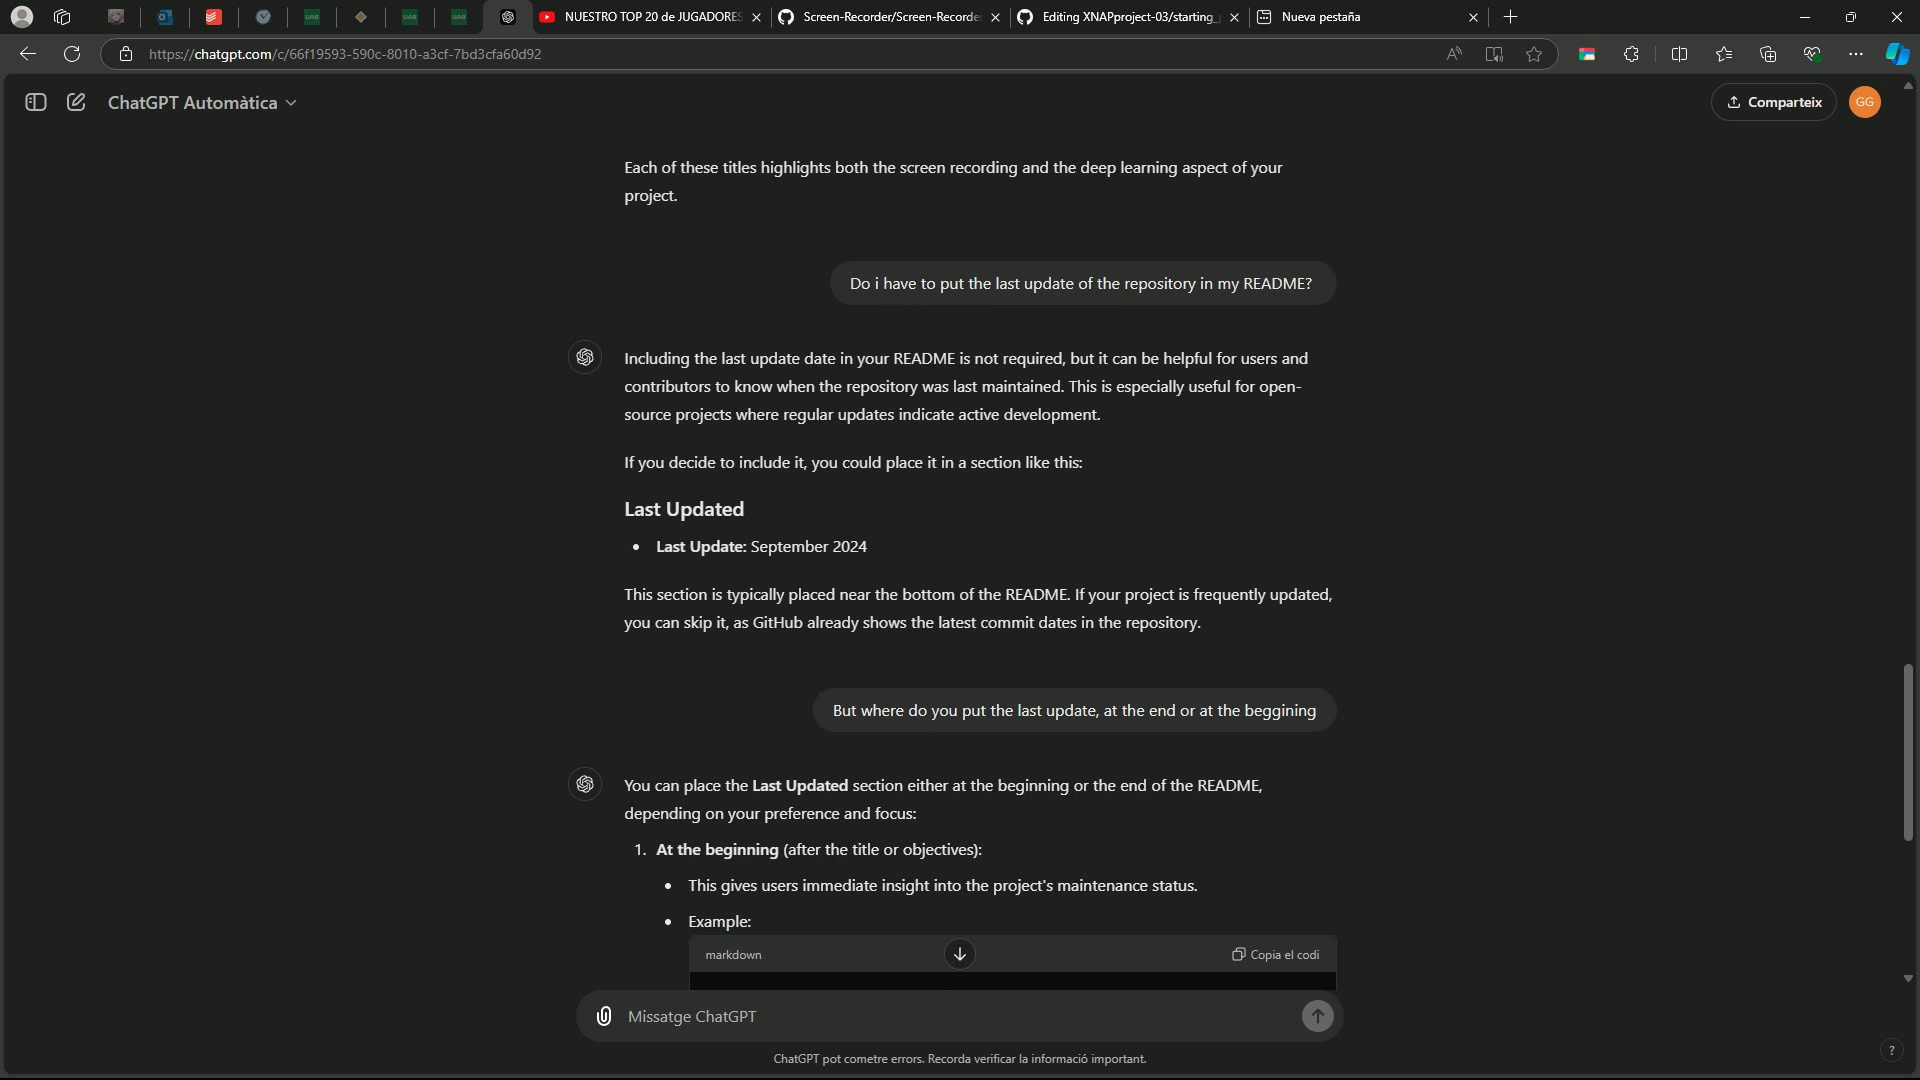 NUESTRO TOP 20 de JUGADORES
Screen-Recorder/Screen-Recorde
Editing XNAPproject-03/starting_
Nueva pestaña
https://chatgpt.com/c/66f19593-590c-8010-a3cf-7bd3cfa60d92
ChatGPT Automàtica
Comparteix
GG
Each of these titles highlights both the screen recording and the deep learning aspect of your
project.
Do i have to put the last update of the repository in my README?
Including the last update date in your README is not required, but it can be helpful for users and
contributors to know when the repository was last maintained. This is especially useful for open-
source projects where regular updates indicate active development.
If you decide to include it, you could place it in a section like this:
Last Updated
• Last Update: September 2024
This section is typically placed near the bottom of the README. If your project is frequently updated,
you can skip it, as GitHub already shows the latest commit dates in the repository.
But where do you put the last update, at the end or at the beggining
You can place the Last Updated section either at the beginning or the end of the README,
depending on your preference and focus:
1. At the beginning (after the title or objectives):
• This gives users immediate insight into the project's maintenance status.
• Example:
markdown
Copia el codi
Missatge ChatGPT
ChatGPT pot cometre errors. Recorda verificar la informació important.
?